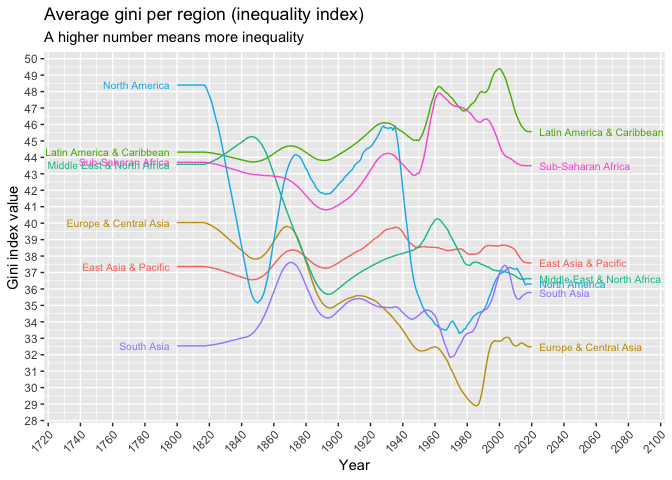 Average gini per region (inequality index)
A higher number means more inequality
50
49
48
47
46
45
44
43
42
41
40
39
38
37
36
35
34
33
32
31
30
29
28
Gini index value
North America
Latin America & Caribbean
Sub-Saharan Africa
Middle East & North Africa
Europe & Central Asia
East Asia & Pacific
South Asia
Latin America & Caribbean
Sub-Saharan Africa
East Asia & Pacific
Middle East & North Africa
North America
South Asia
Europe & Central Asia
1720 1740 1760 1780 1800 1820 1840 1860 1880 1900 1920 1940 1960 1980 2000 2020 2040 2060 2080 2100
Year